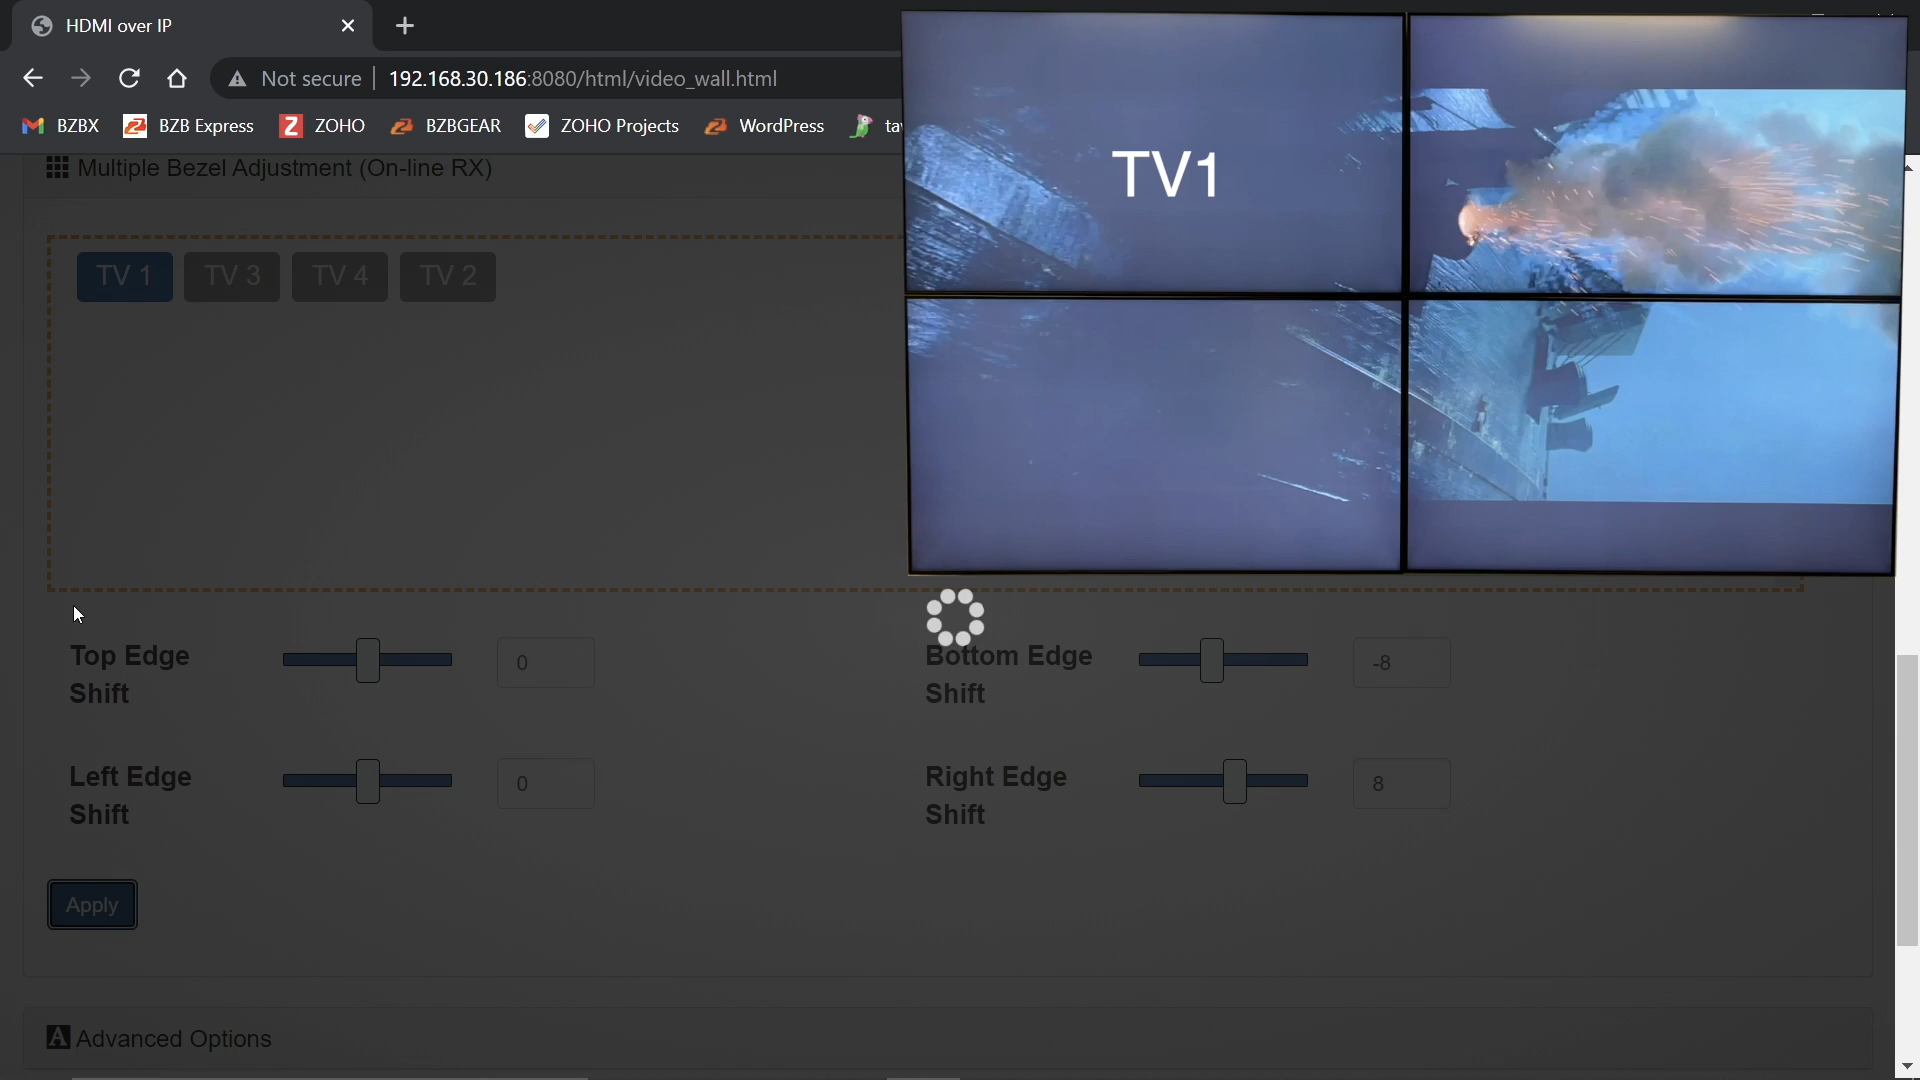 HDMI over IP
Not secure 192.168.30.186:8080/html/video_wall.html
BZBX BZB Express ZOHO BZBGEAR ZOHO Projects WordPress
Multiple Bezel Adjustment (On-line RX)
TV1
TV 1 TV 3 TV 4 TV 2
Top Edge Shift 0
Bottom Edge Shift -8
Left Edge Shift 0
Right Edge Shift 8
Apply
Advanced Options